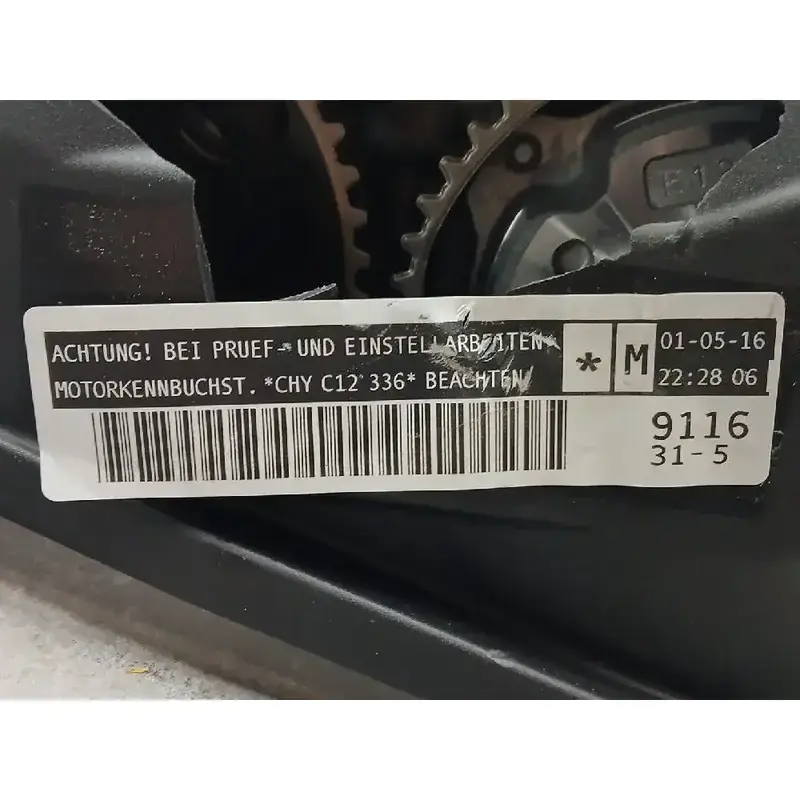 ACHTUNG! BEI PRUEF- UND EINSTELLARBEITEN
MOTORKENNBUCHST. *CHY C12 336* BEACHTEN
*
M
01-05-16
22:28 06
9116
31-5